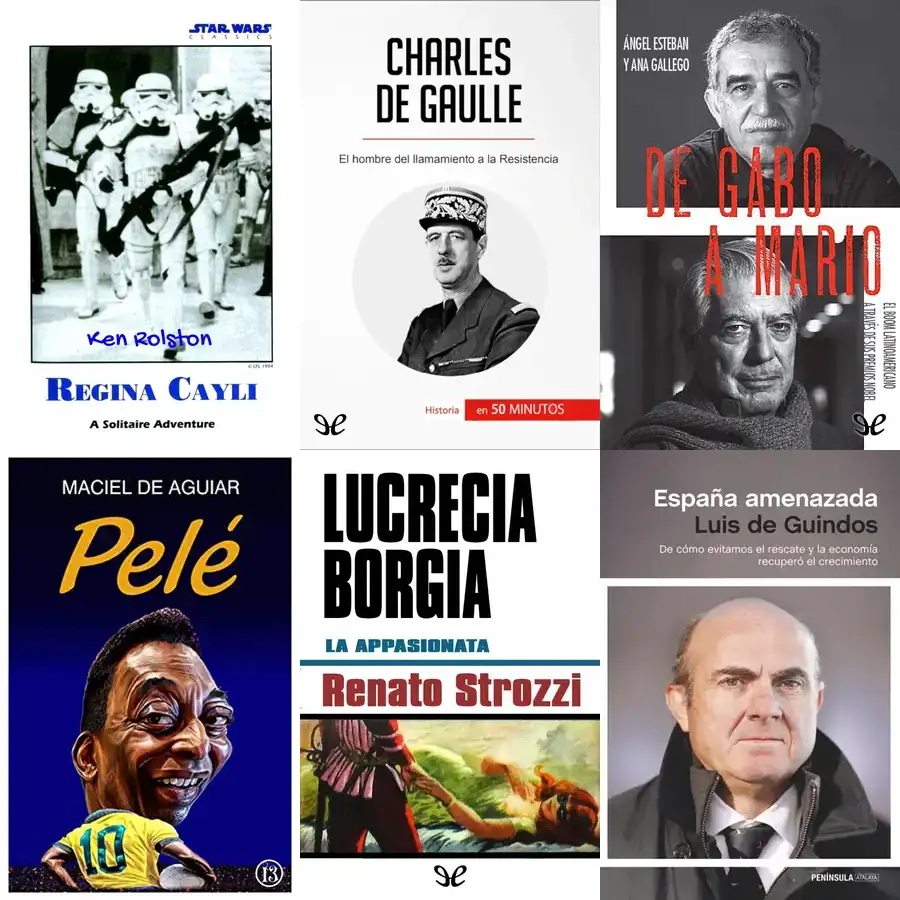 STAR WARS
CLASSICS
Ken Rolston
© LFL 1994
REGINA CAYLI
A Solitaire Adventure
CHARLES
DE GAULLE
El hombre del llamamiento a la Resistencia
Historia en 50 MINUTOS
ÁNGEL ESTEBAN
Y ANA GALLEGO
DE GABO
A MARIO
EL BOOM LATINOAMERICANO
A TRAVÉS DE SUS PREMIOS NOBEL
MACIEL DE AGUIAR
Pelé
10
13
LUCRECIA
BORGIA
LA APPASIONATA
Renato Strozzi
España amenazada
Luis de Guindos
De cómo evitamos el rescate y la economía
recuperó el crecimiento
PENÍNSULA ATALAYA